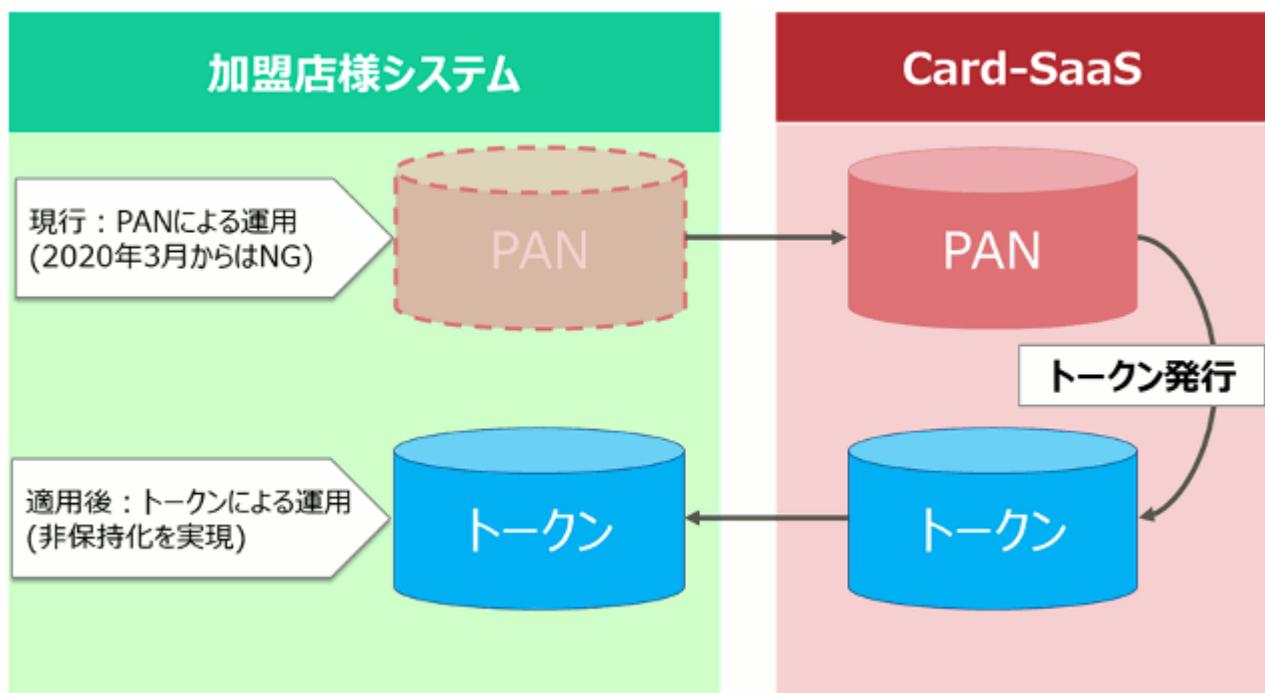 加盟店様システム
Card-SaaS
現行：PANによる運用
(2020年3月からはNG)
PAN
PAN
トークン発行
適用後：トークンによる運用
(非保持化を実現)
トークン
トークン